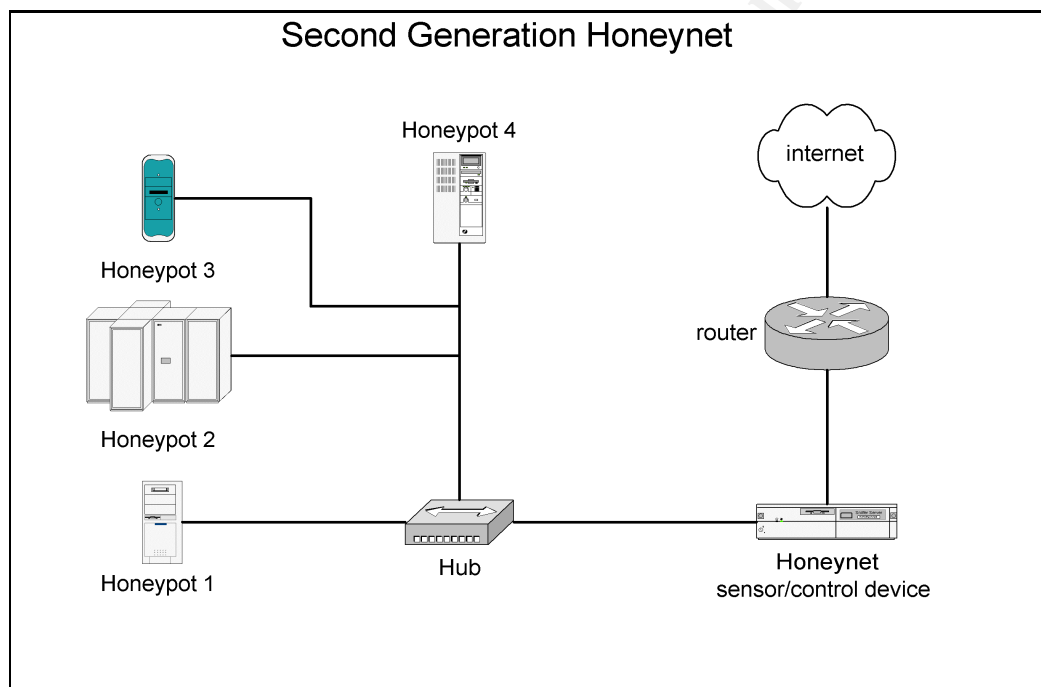 Second Generation Honeynet
Honeypot 4
internet
Honeypot 3
router
Honeypot 2
Honeypot 1
Hub
Honeynet
sensor/control device